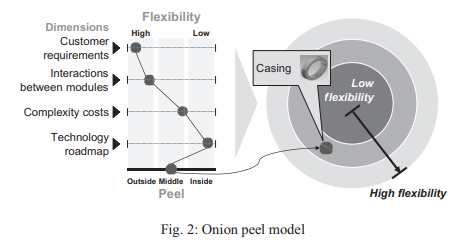 Flexibility
Dimensions
High
Low
Customer
requirements
Interactions
between modules
Complexity costs
Technology
roadmap
Outside Middle Inside
Peel
Casing
Low
flexibility
High flexibility
Fig. 2: Onion peel model